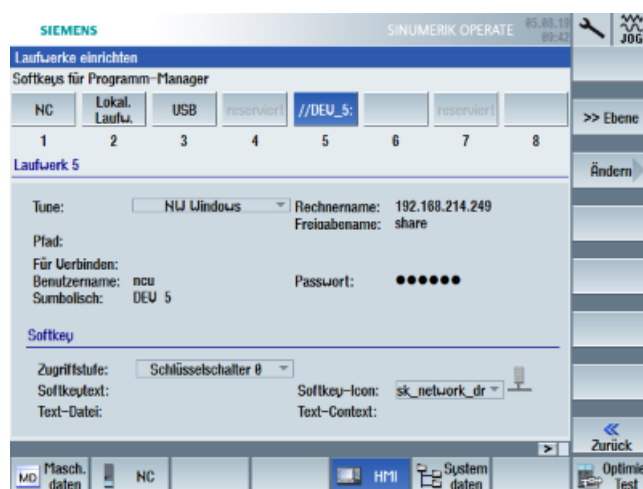 SIEMENS
SINUMERIK OPERATE
05.08.19
09:42
JOG
Laufwerke einrichten
Softkeys für Programm-Manager
NC
Lokal. Laufw.
USB
reserviert
//DEV_5:
reserviert
>> Ebene
1 2 3 4 5 6 7 8
Laufwerk 5
Ändern
Type: NW Windows
Rechnername: 192.168.214.249
Freigabename: share
Pfad:
Für Verbinden:
Benutzername: ncu
Passwort: ●●●●●●
Symbolisch: DEV_5
Softkey
Zugriffstufe: Schlüsselschalter 0
Softkeytext:
Softkey-Icon: sk_network_dr
Text-Datei:
Text-Context:
Zurück
MD Masch. daten
NC
HMI
System daten
Optimie
Test